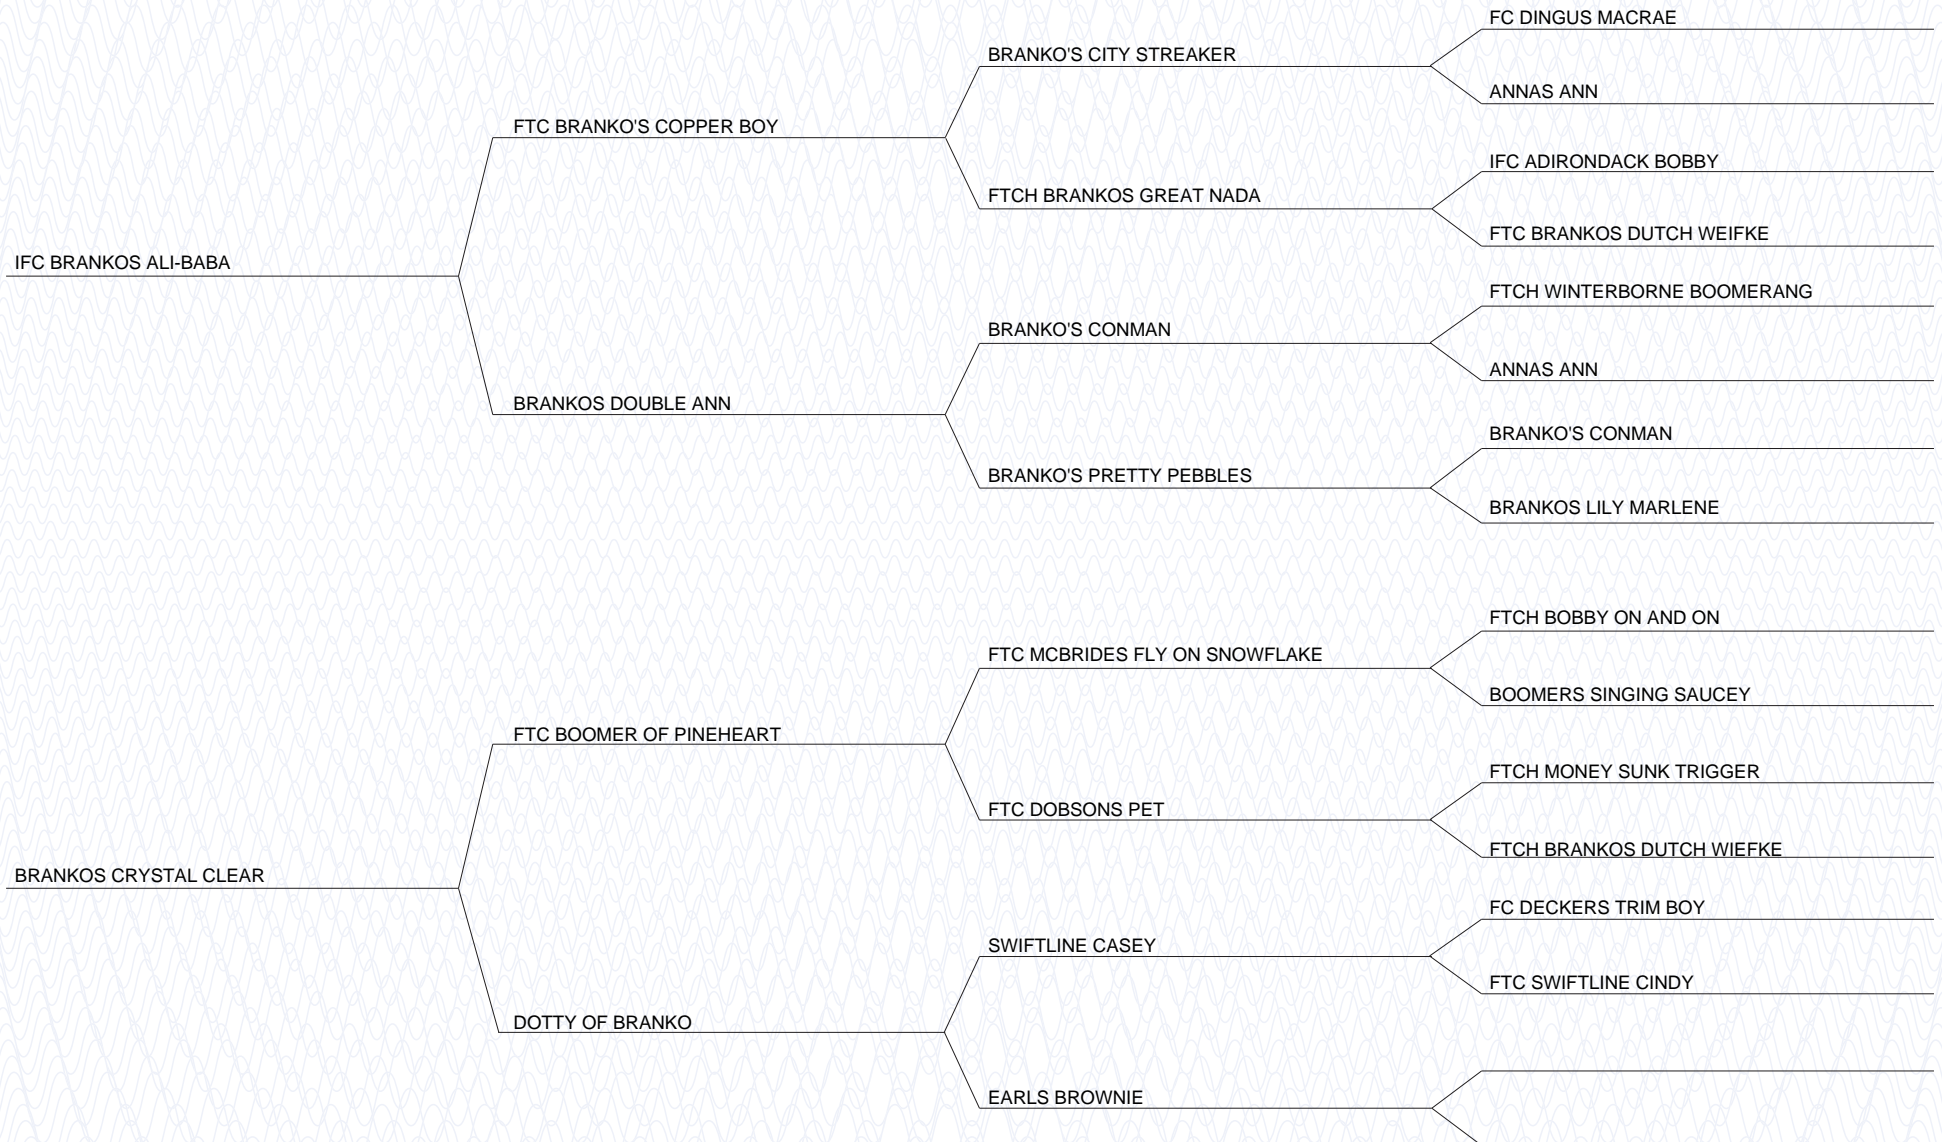 FC DINGUS MACRAE
BRANKO'S CITY STREAKER
ANNAS ANN
FTC BRANKO'S COPPER BOY
IFC ADIRONDACK BOBBY
FTCH BRANKOS GREAT NADA
FTC BRANKOS DUTCH WEIFKE
IFC BRANKOS ALI-BABA
FTCH WINTERBORNE BOOMERANG
BRANKO'S CONMAN
ANNAS ANN
BRANKOS DOUBLE ANN
BRANKO'S CONMAN
BRANKO'S PRETTY PEBBLES
BRANKOS LILY MARLENE
FTCH BOBBY ON AND ON
FTC MCBRIDES FLY ON SNOWFLAKE
BOOMERS SINGING SAUCEY
FTC BOOMER OF PINEHEART
FTCH MONEY SUNK TRIGGER
FTC DOBSONS PET
FTCH BRANKOS DUTCH WIEFKE
BRANKOS CRYSTAL CLEAR
FC DECKERS TRIM BOY
SWIFTLINE CASEY
FTC SWIFTLINE CINDY
DOTTY OF BRANKO
EARLS BROWNIE